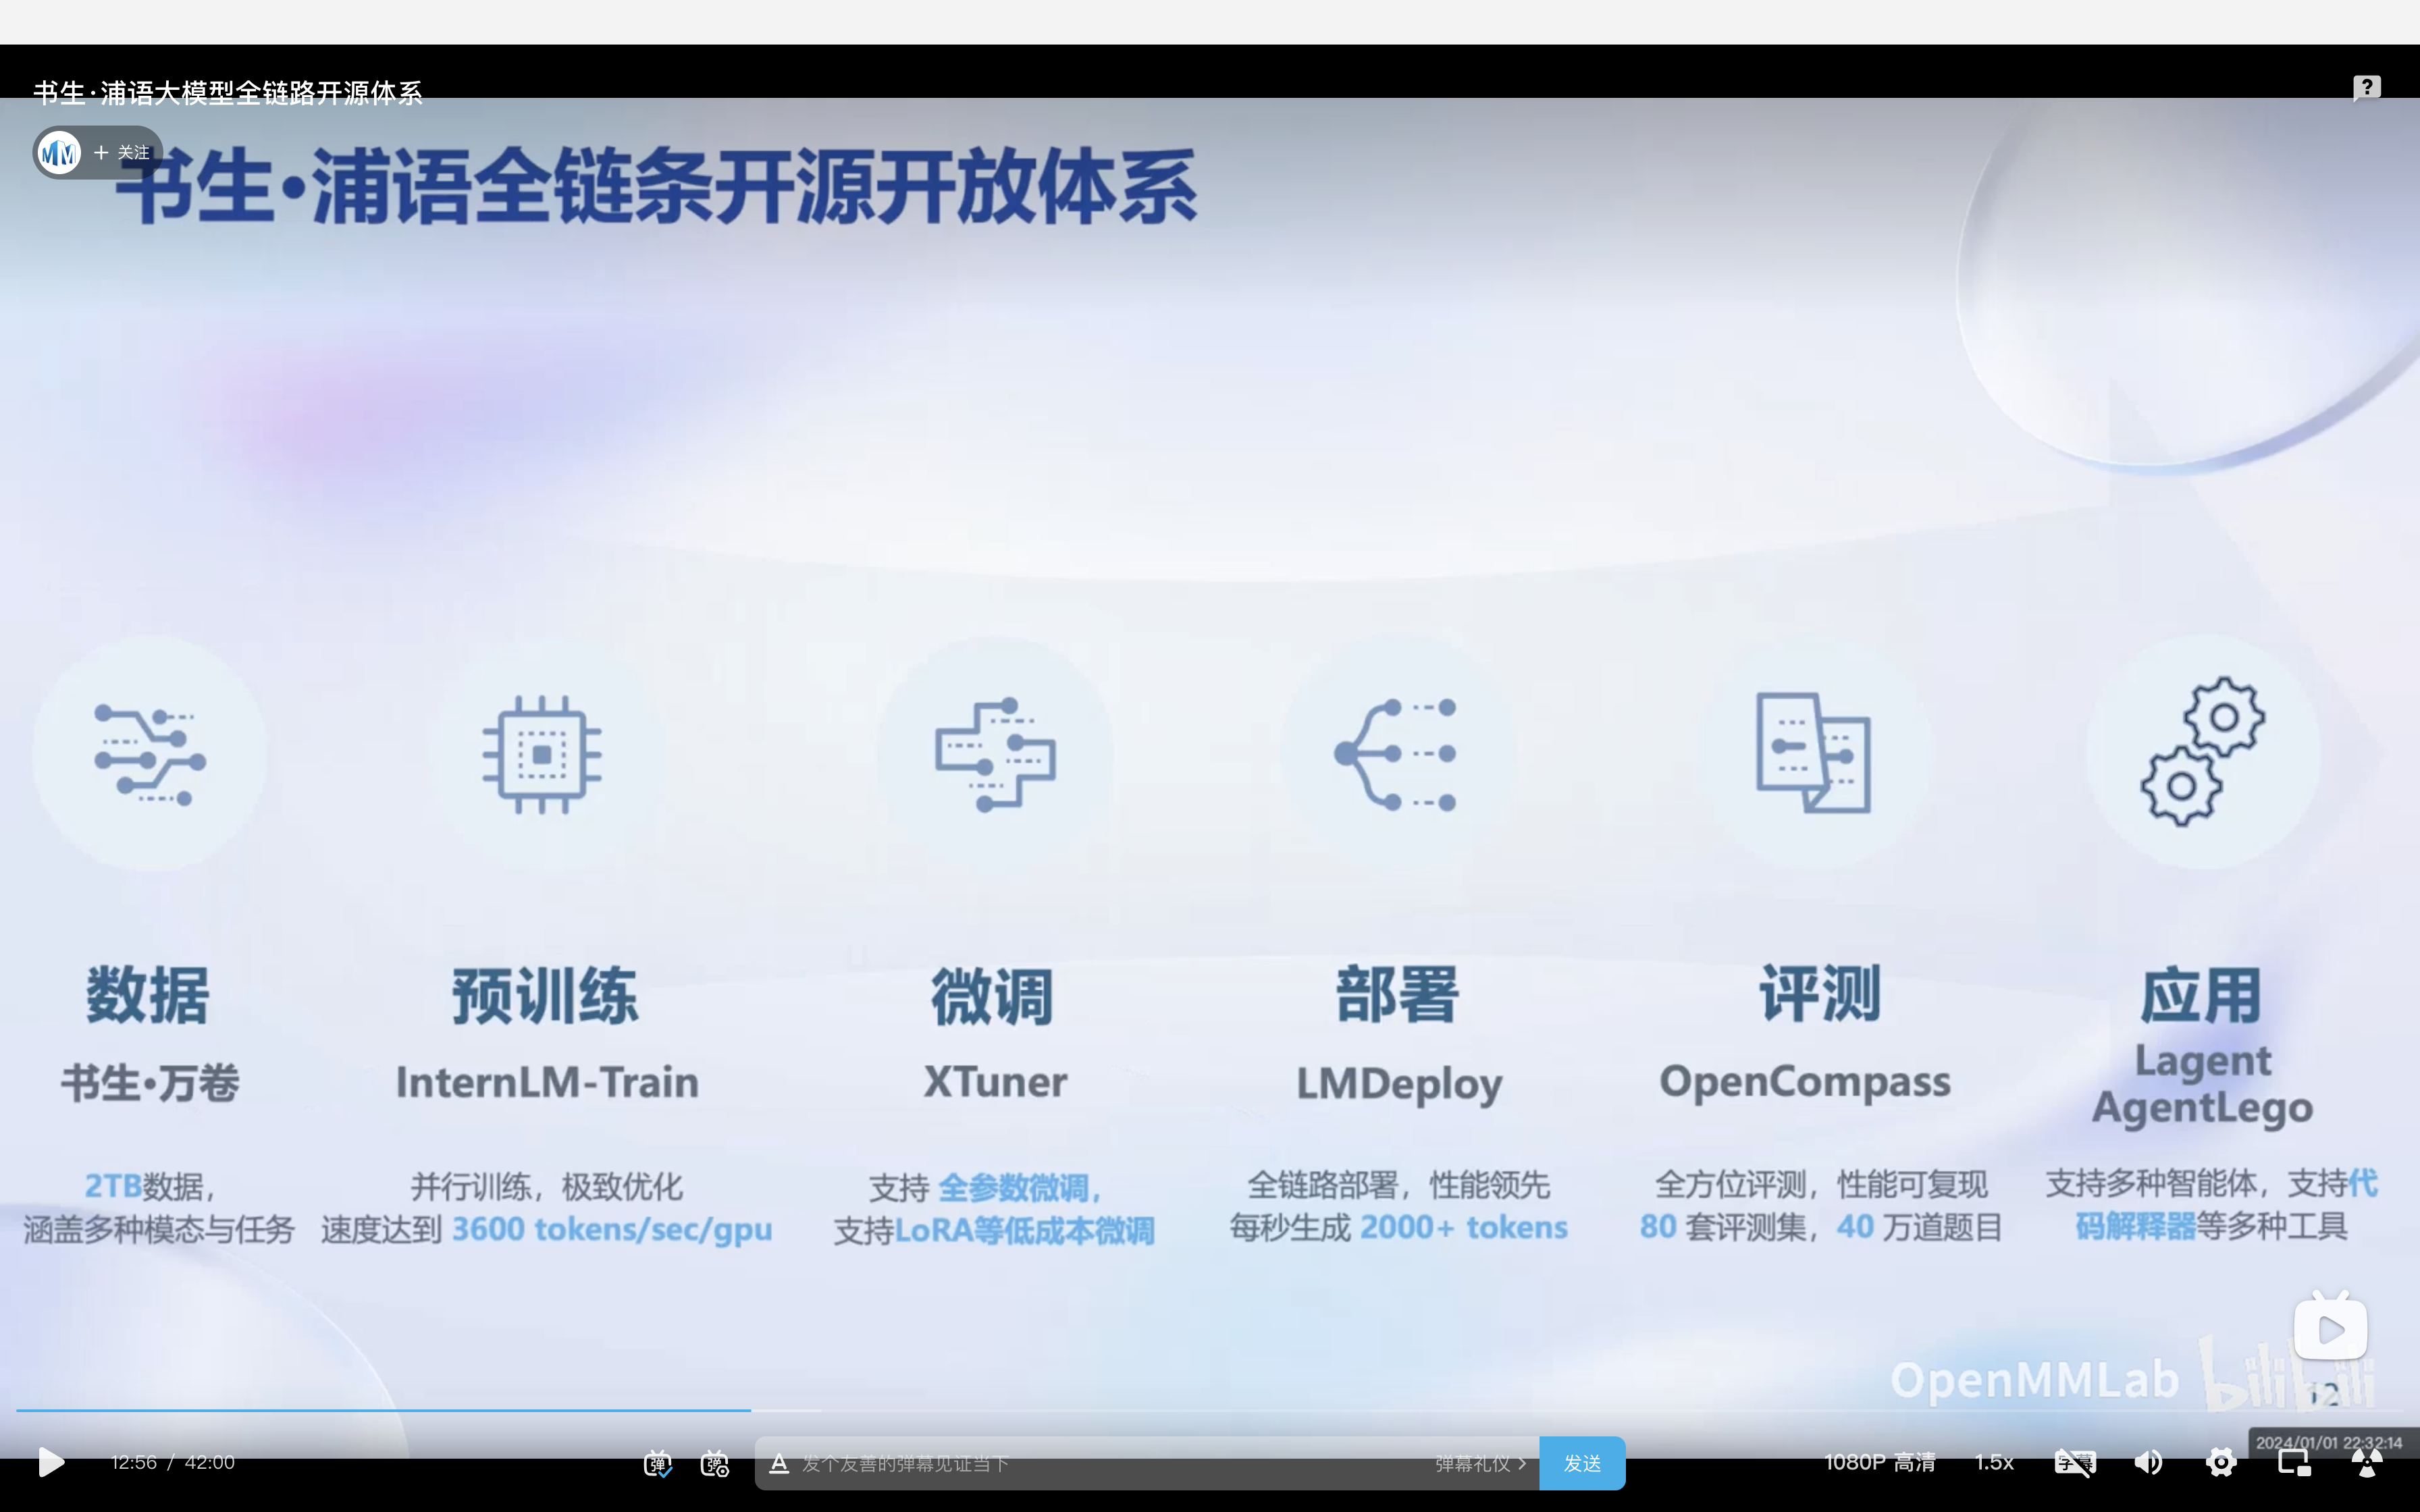 书生·浦语大模型全链路开源体系
+ 关注
书生•浦语全链条开源开放体系
数据
书生•万卷
2TB数据,
涵盖多种模态与任务
预训练
InternLM-Train
并行训练，极致优化
速度达到 3600 tokens/sec/gpu
微调
XTuner
支持 全参数微调,
支持LoRA等低成本微调
部署
LMDeploy
全链路部署，性能领先
每秒生成 2000+ tokens
评测
OpenCompass
全方位评测，性能可复现
80 套评测集，40 万道题目
应用
Lagent
AgentLego
支持多种智能体，支持代
码解释器等多种工具
OpenMMLab bilibili
12
2024/01/01 22:32:14
12:56 / 42:00
弹
弹
A 发个友善的弹幕见证当下
弹幕礼仪 >
发送
1080P 高清
1.5x
字幕